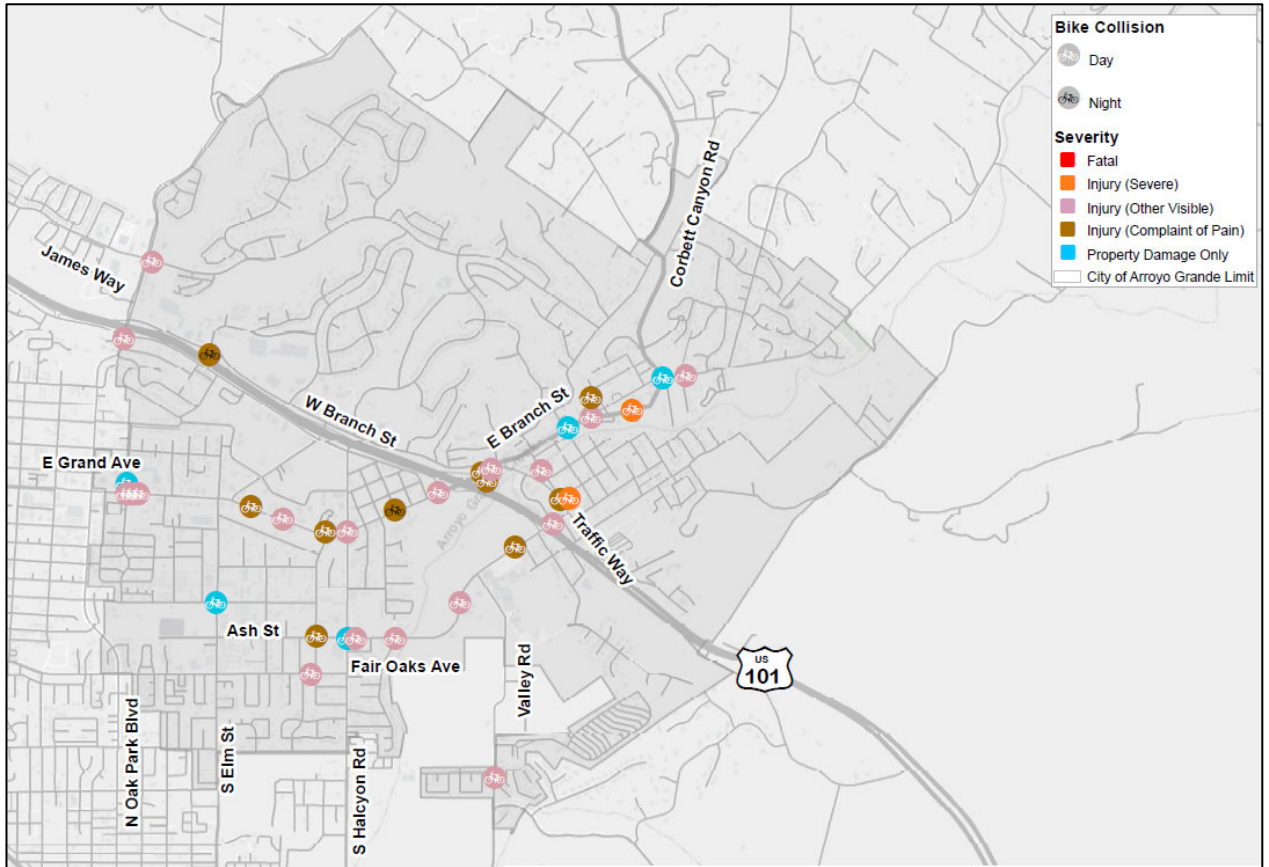 Bike Collision
Day
Night
Severity
Fatal
Injury (Severe)
Injury (Other Visible)
Injury (Complaint of Pain)
Property Damage Only
City of Arroyo Grande Limit
Corbett Canyon Rd
James Way
W Branch St
E Branch St
E Grand Ave
Arroyo Gr
Traffic Way
Ash St
Fair Oaks Ave
US
101
N Oak Park Blvd
S Elm St
S Halcyon Rd
Valley Rd